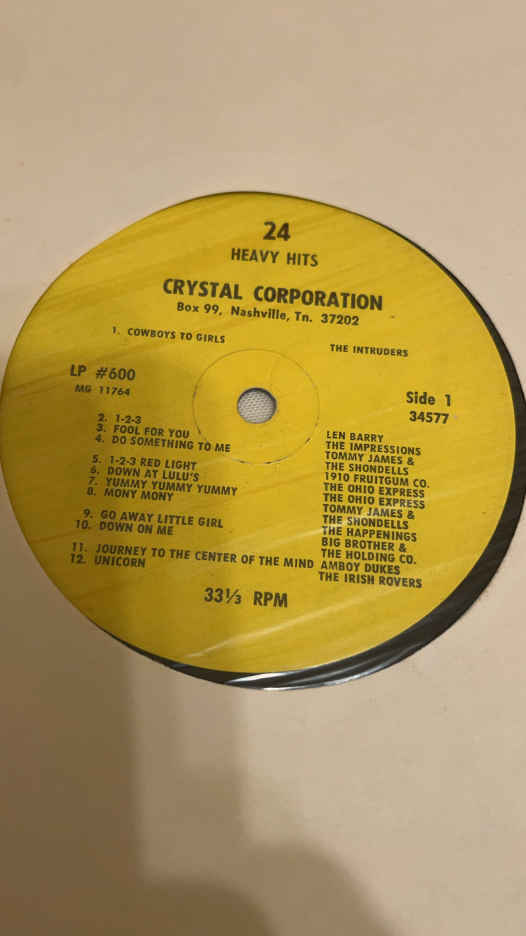 24
HEAVY HITS
CRYSTAL CORPORATION
Box 99, Nashville, Tn. 37202
1. COWBOYS TO GIRLS THE INTRUDERS
LP #600 Side 1
MG 11764 34577
2. 1-2-3 LEN BARRY
3. FOOL FOR YOU THE IMPRESSIONS
4. DO SOMETHING TO ME TOMMY JAMES &
THE SHONDELLS
5. 1-2-3 RED LIGHT 1910 FRUITGUM CO.
6. DOWN AT LULU'S THE OHIO EXPRESS
7. YUMMY YUMMY YUMMY THE OHIO EXPRESS
8. MONY MONY TOMMY JAMES &
THE SHONDELLS
9. GO AWAY LITTLE GIRL THE HAPPENINGS
10. DOWN ON ME BIG BROTHER &
THE HOLDING CO.
11. JOURNEY TO THE CENTER OF THE MIND AMBOY DUKES
12. UNICORN THE IRISH ROVERS
33⅓ RPM